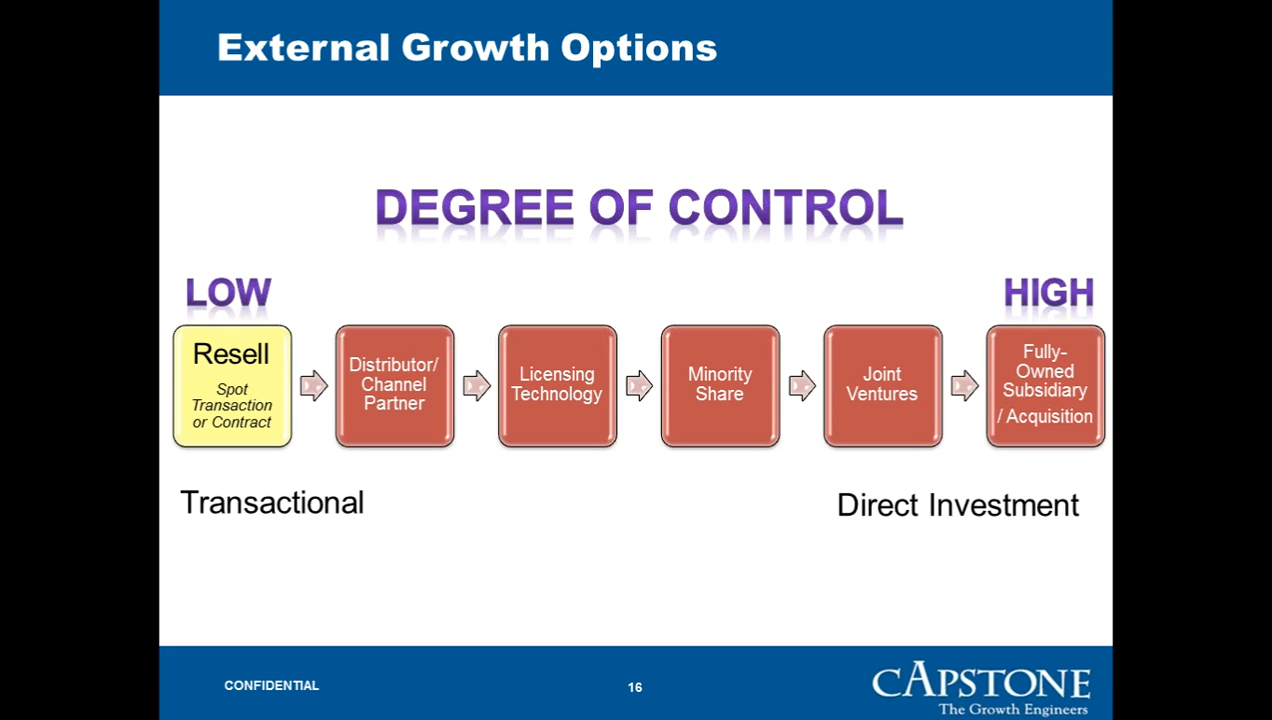 External Growth Options
DEGREE OF CONTROL
LOW
HIGH
Resell
Spot
Transaction
or Contract
Distributor/
Channel
Partner
Licensing
Technology
Minority
Share
Joint
Ventures
Fully-
Owned
Subsidiary
/ Acquisition
Transactional
Direct Investment
CONFIDENTIAL
16
CAPSTONE
The Growth Engineers